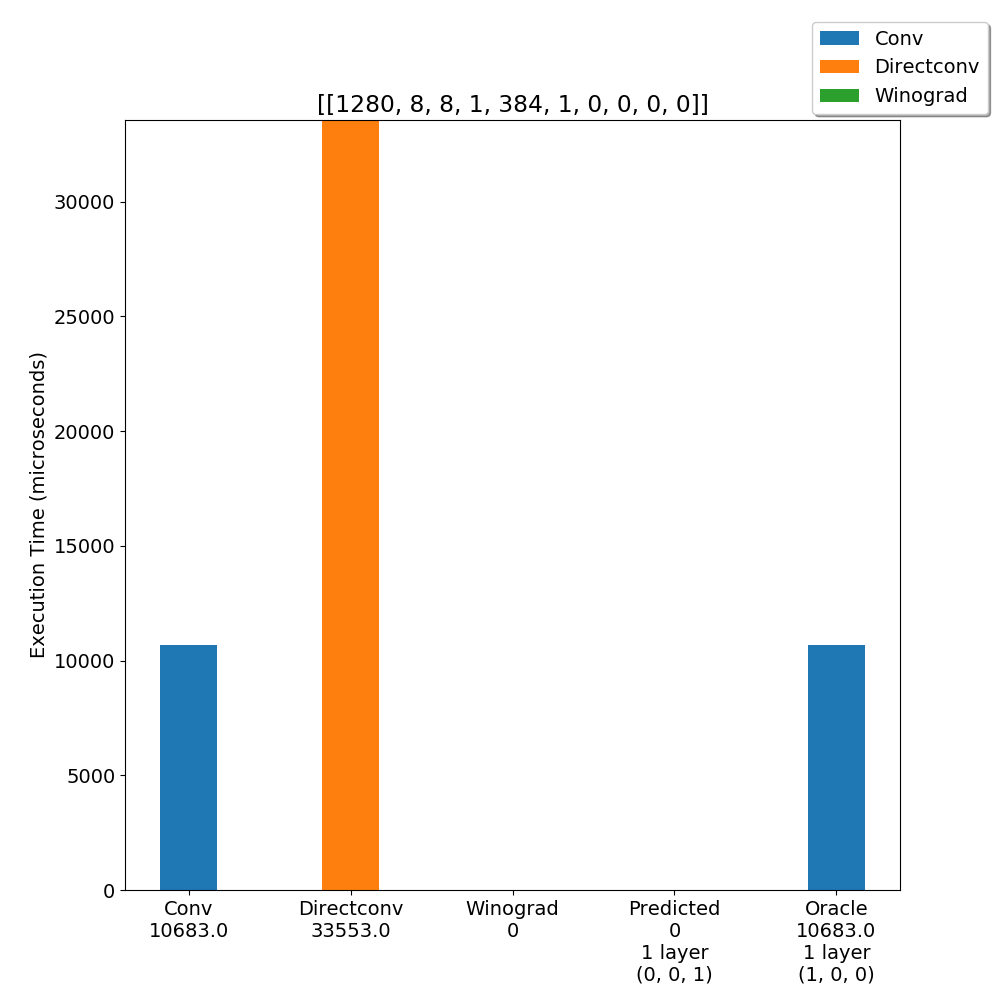 Conv
Directconv
Winograd
[[1280, 8, 8, 1, 384, 1, 0, 0, 0, 0]]
Execution Time (microseconds)
30000
25000
20000
15000
10000
5000
0
Conv
10683.0
Directconv
33553.0
Winograd
0
Predicted
0
1 layer
(0, 0, 1)
Oracle
10683.0
1 layer
(1, 0, 0)